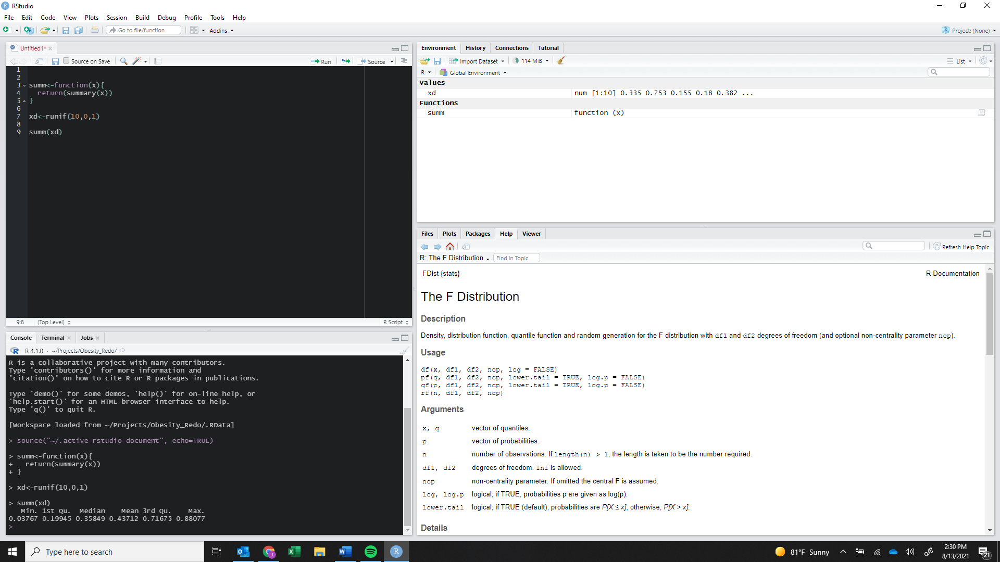 RStudio
File Edit Code View Plots Session Build Debug Profile Tools Help
Go to file/function Addins Project: (None)
Untitled1*
Source on Save Run Source
1
2
3 summ<-function(x){
4 return(summary(x))
5 }
6
7 xd<-runif(10,0,1)
8
9 summ(xd)
9:8 (Top Level) R Script
Console Terminal Jobs
R 4.1.0 · ~/Projects/Obesity_Redo/
R is a collaborative project with many contributors.
Type 'contributors()' for more information and
'citation()' on how to cite R or R packages in publications.
Type 'demo()' for some demos, 'help()' for on-line help, or
'help.start()' for an HTML browser interface to help.
Type 'q()' to quit R.
[Workspace loaded from ~/Projects/Obesity_Redo/.RData]
> source("~/.active-rstudio-document", echo=TRUE)
> summ<-function(x){
+ return(summary(x))
+ }
> xd<-runif(10,0,1)
> summ(xd)
Min. 1st Qu. Median Mean 3rd Qu. Max.
0.03767 0.19945 0.35849 0.43712 0.71675 0.88077
>
Environment History Connections Tutorial
Import Dataset 114 MiB List
R Global Environment
Values
xd num [1:10] 0.335 0.753 0.155 0.18 0.382 ...
Functions
summ function (x)
Files Plots Packages Help Viewer
Refresh Help Topic
R: The F Distribution Find in Topic
FDist {stats} R Documentation
The F Distribution
Description
Density, distribution function, quantile function and random generation for the F distribution with df1 and df2 degrees of freedom (and optional non-centrality parameter ncp).
Usage
df(x, df1, df2, ncp, log = FALSE)
pf(q, df1, df2, ncp, lower.tail = TRUE, log.p = FALSE)
qf(p, df1, df2, ncp, lower.tail = TRUE, log.p = FALSE)
rf(n, df1, df2, ncp)
Arguments
x, q vector of quantiles.
p vector of probabilities.
n number of observations. If length(n) > 1, the length is taken to be the number required.
df1, df2 degrees of freedom. Inf is allowed.
ncp non-centrality parameter. If omitted the central F is assumed.
log, log.p logical; if TRUE, probabilities p are given as log(p).
lower.tail logical; if TRUE (default), probabilities are P[X ≤ x], otherwise, P[X > x].
Details
Type here to search
81°F Sunny
2:30 PM
8/13/2021
21